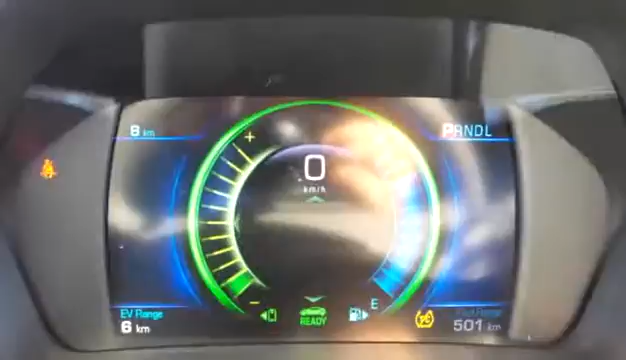 8 km
PRNDL
+
0
km/h
EV Range
6 km
−
READY
E
501 km